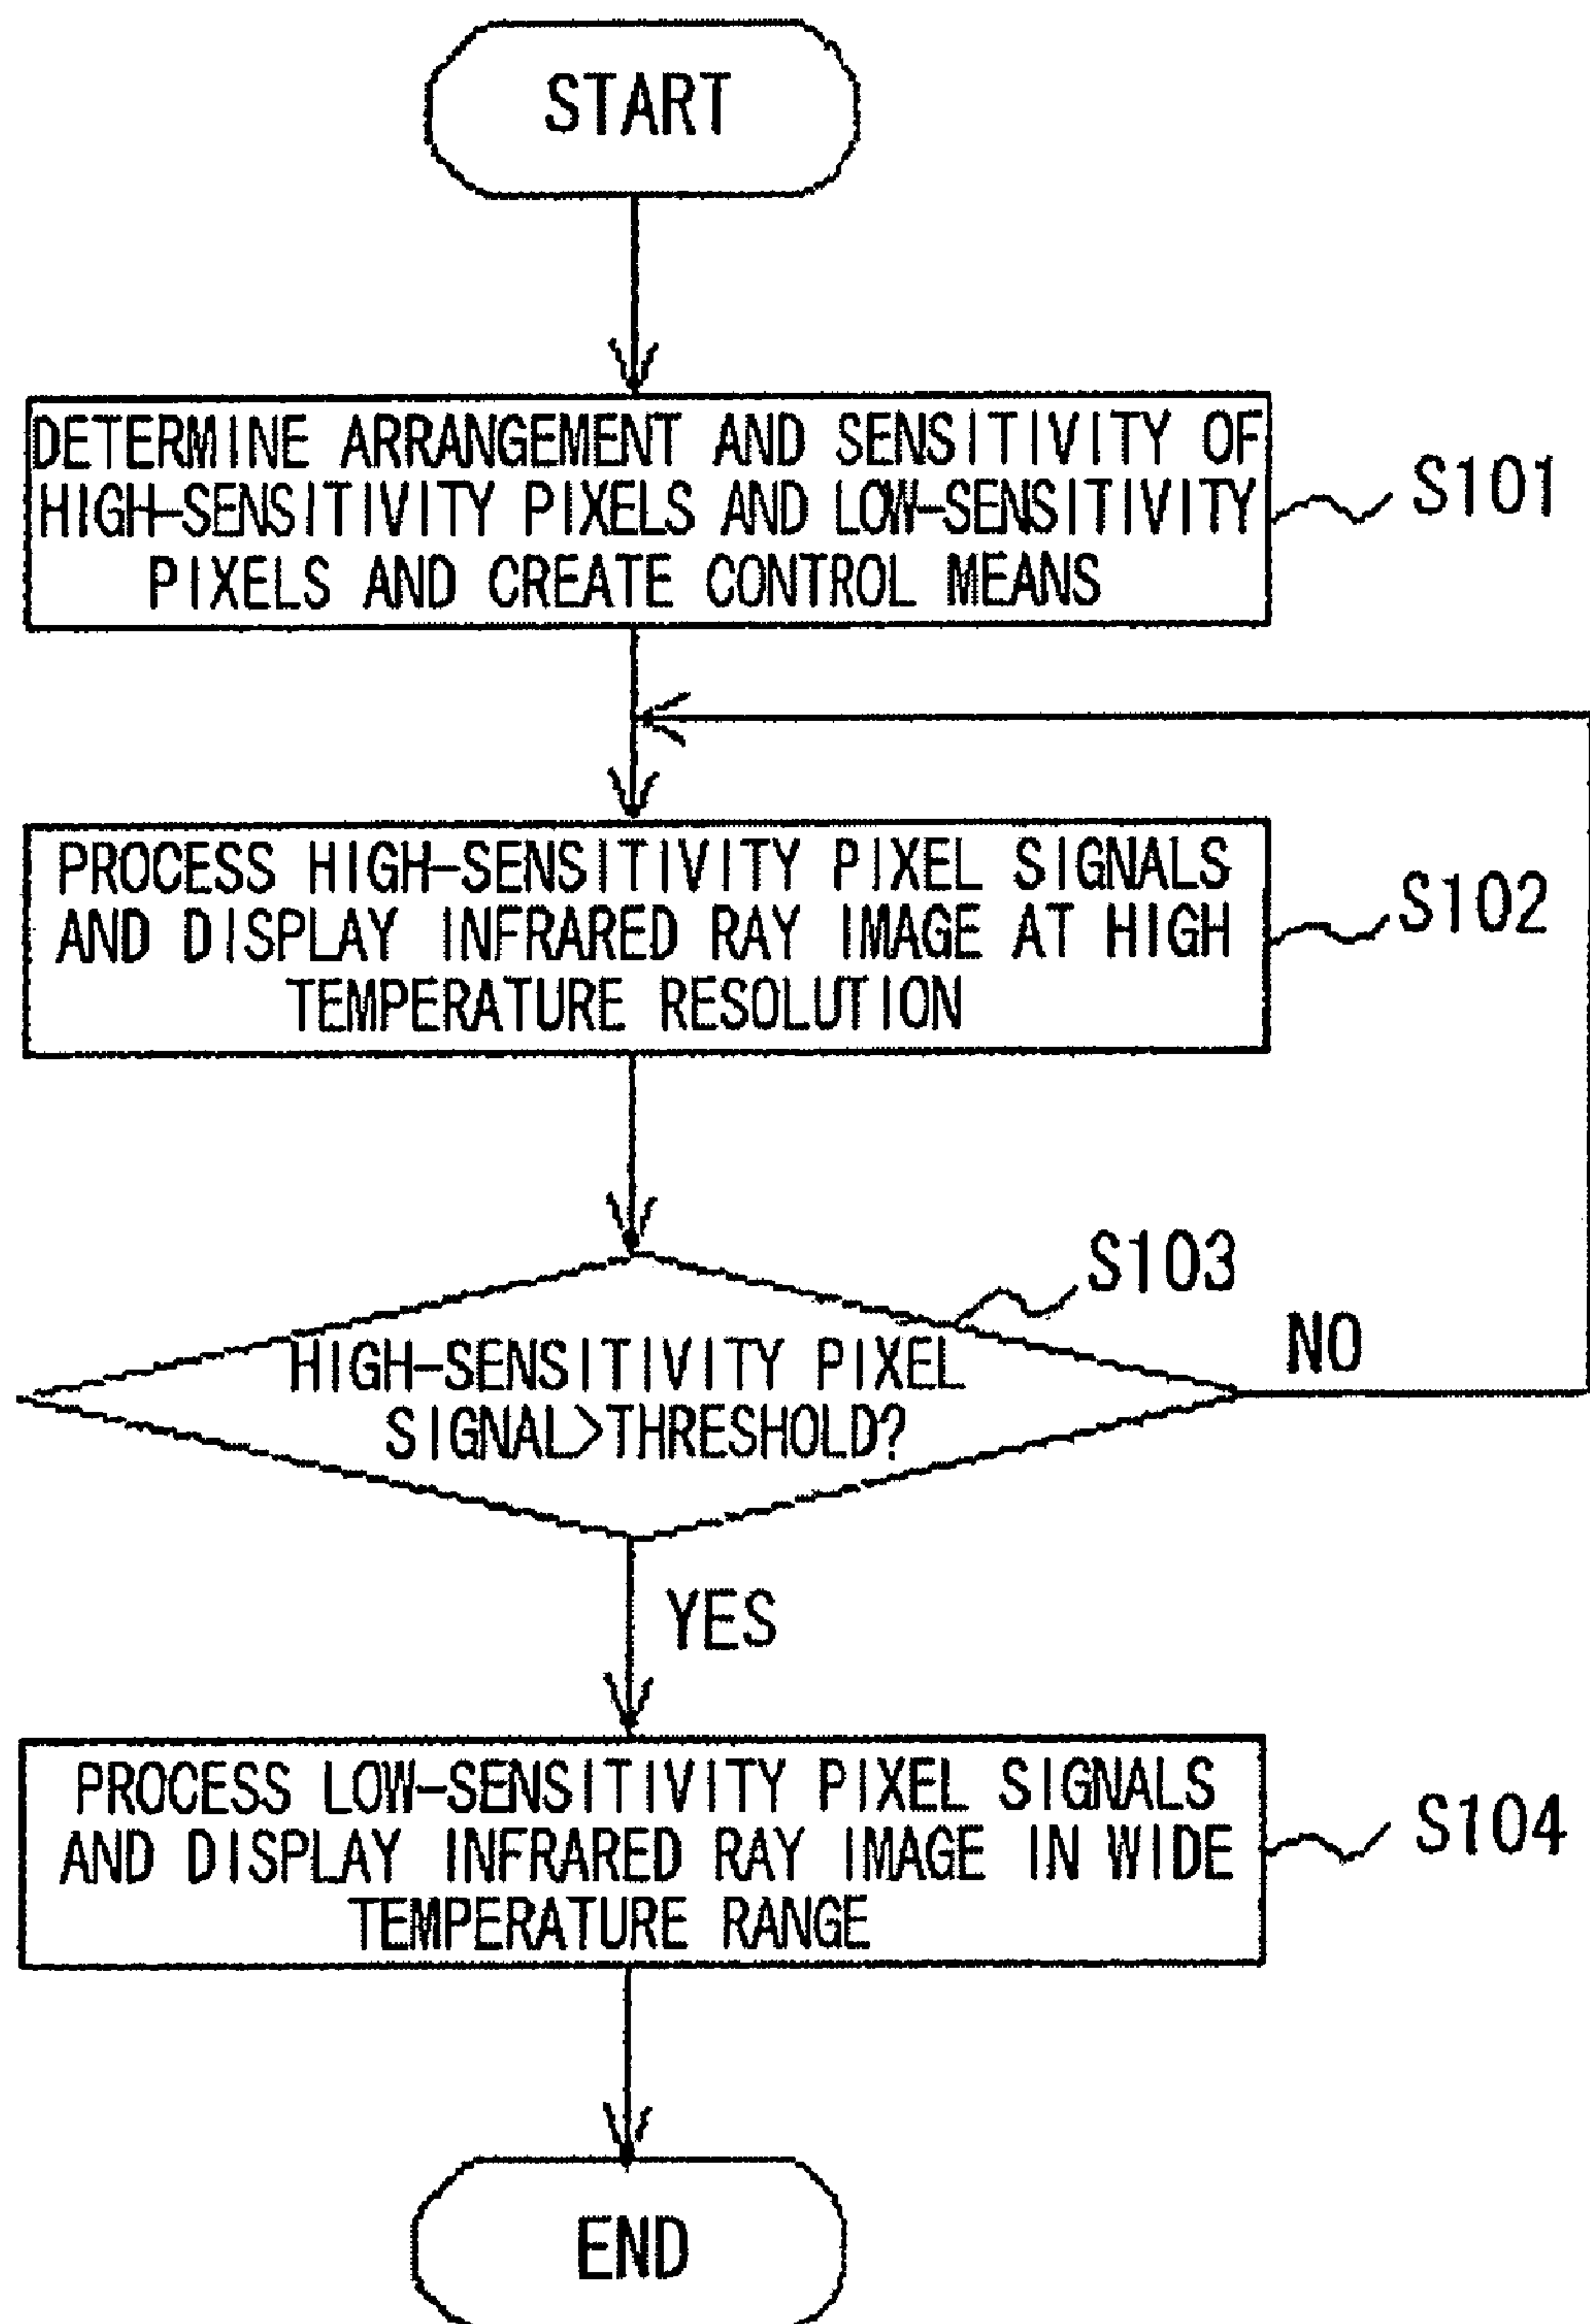 START
DETERMINE ARRANGEMENT AND SENSITIVITY OF
HIGH-SENSITIVITY PIXELS AND LOW-SENSITIVITY
PIXELS AND CREATE CONTROL MEANS
S101
PROCESS HIGH-SENSITIVITY PIXEL SIGNALS
AND DISPLAY INFRARED RAY IMAGE AT HIGH
TEMPERATURE RESOLUTION
S102
S103
HIGH-SENSITIVITY PIXEL
SIGNAL>THRESHOLD?
NO
YES
PROCESS LOW-SENSITIVITY PIXEL SIGNALS
AND DISPLAY INFRARED RAY IMAGE IN WIDE
TEMPERATURE RANGE
S104
END